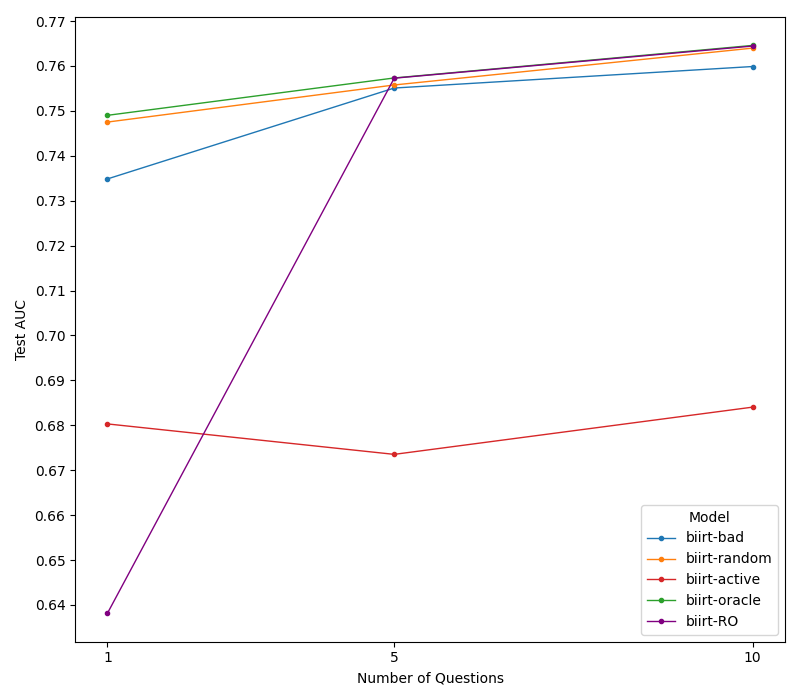 0.77
0.76
0.75
0.74
0.73
0.72
0.71
0.70
0.69
0.68
0.67
0.66
0.65
0.64
Test AUC
1
5
10
Number of Questions
Model
biirt-bad
biirt-random
biirt-active
biirt-oracle
biirt-RO